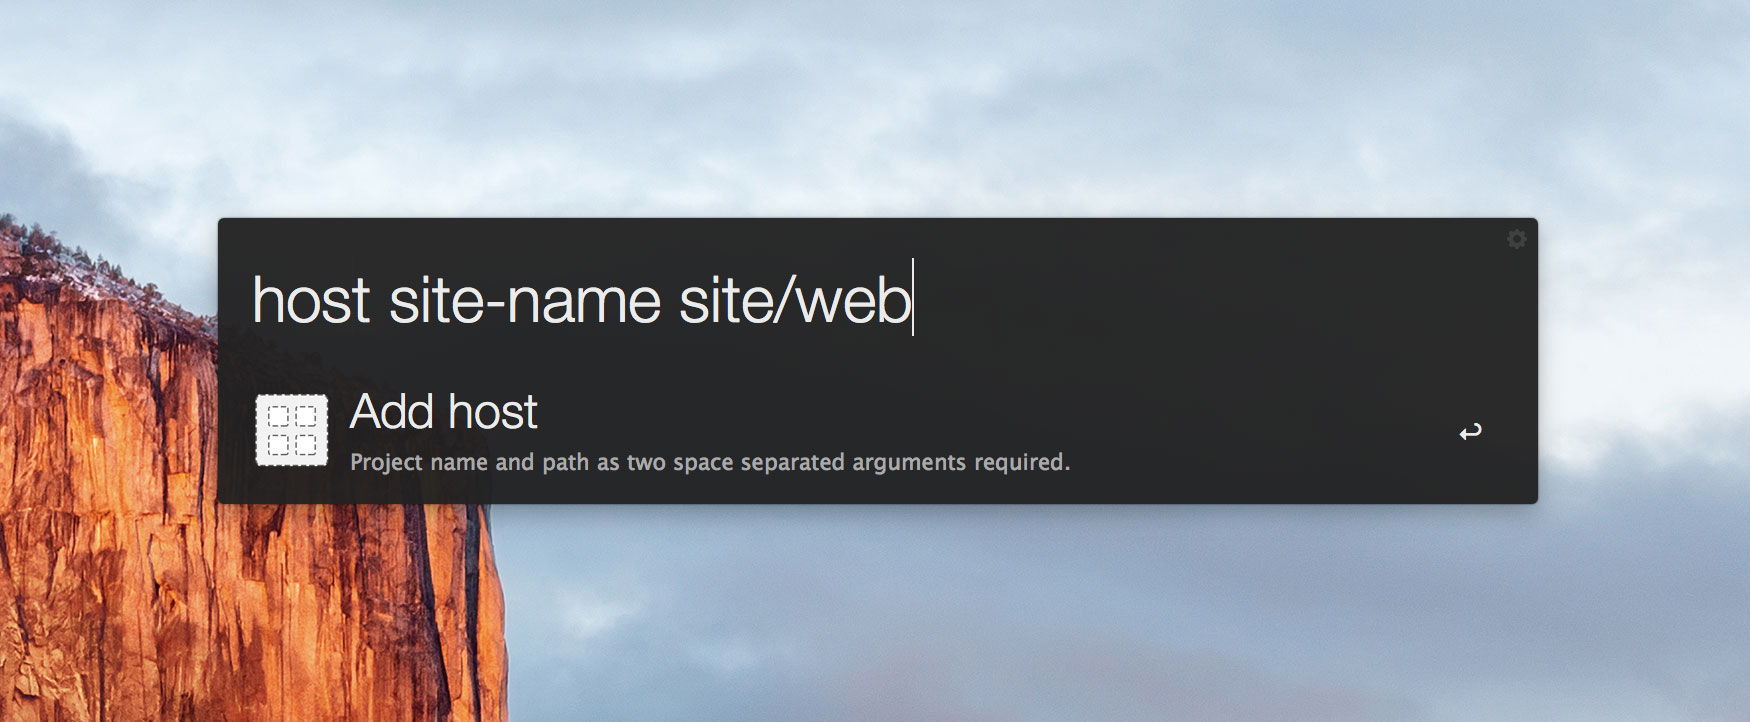 host site-name site/web
Add host
Project name and path as two space separated arguments required.